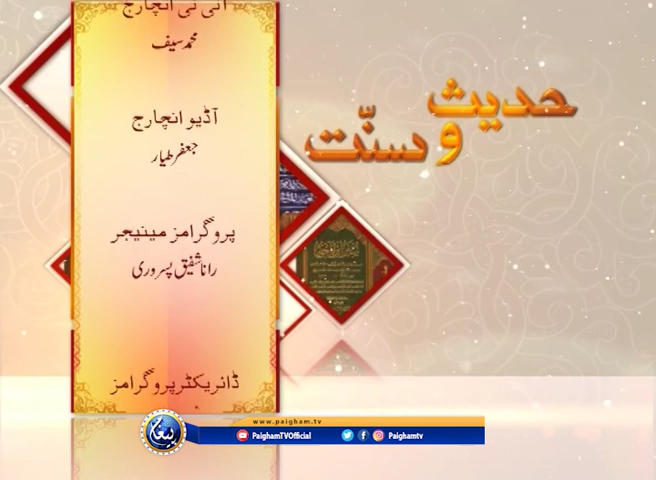 آئی ٹی انچارج
محمد سیف
آڈیو انچارج
جعفر طیار
پروگرامز مینیجر
رانا شفیق پسروری
ڈائریکٹر پروگرامز
حدیث و سنّت
پیغام
www.paigham.tv
PaighamTVOfficial
Paighamtv